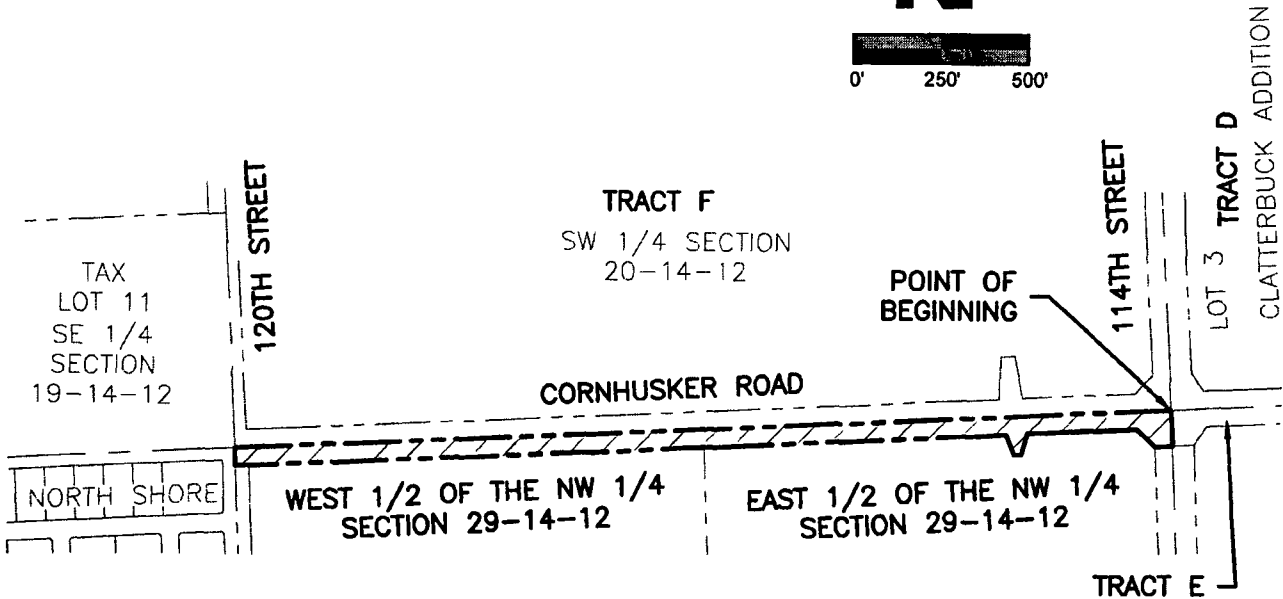 N
0' 250' 500'
CLATTERBUCK ADDITION
LOT 3 TRACT D
114TH STREET
120TH STREET
TRACT F
SW 1/4 SECTION
20-14-12
TAX
LOT 11
SE 1/4
SECTION
19-14-12
POINT OF
BEGINNING
CORNHUSKER ROAD
NORTH SHORE
WEST 1/2 OF THE NW 1/4
SECTION 29-14-12
EAST 1/2 OF THE NW 1/4
SECTION 29-14-12
TRACT E